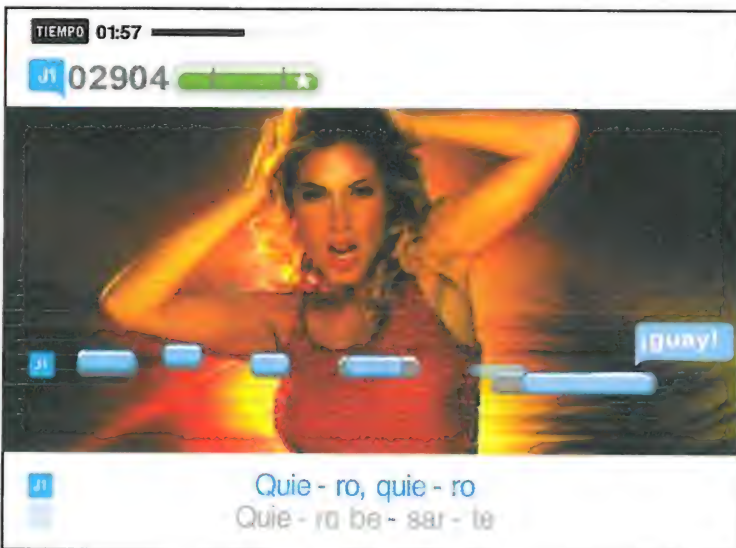 TIEMPO 01:57
J1 02904
¡guay!
J1
J1 Quie - ro, quie - ro
Quie - ro be - sar - te